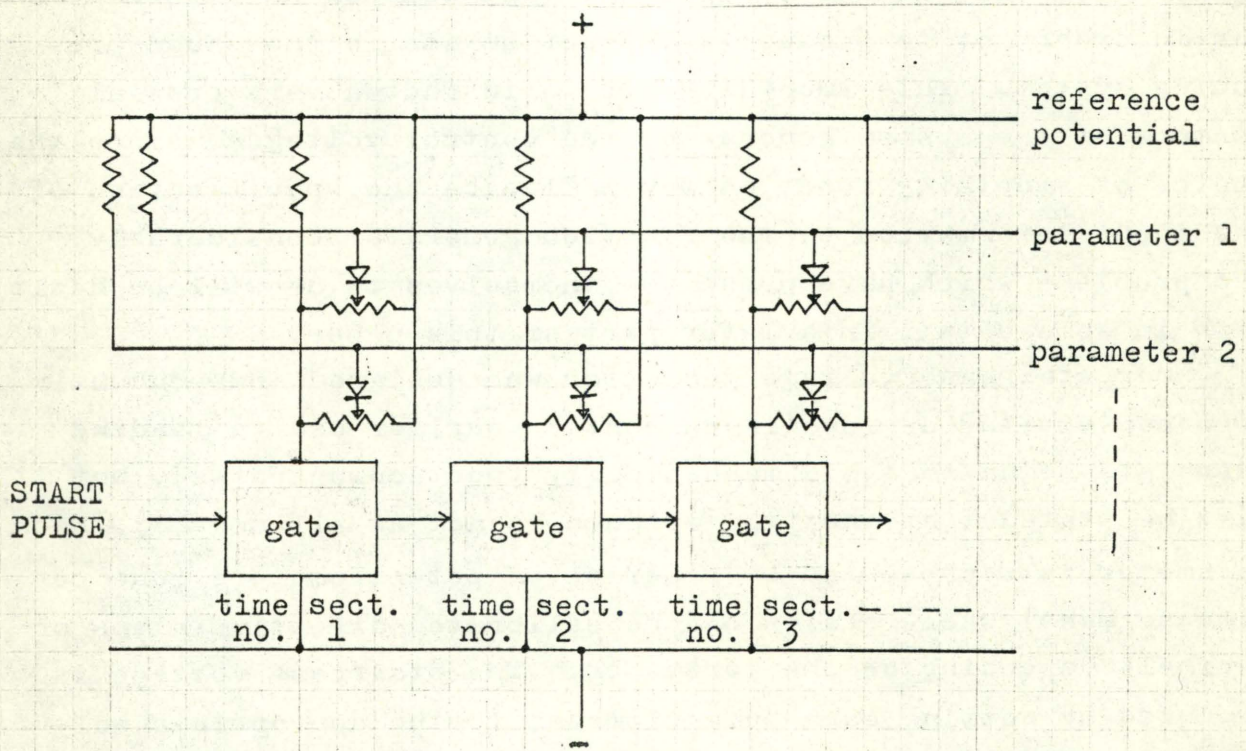 +
reference
potential
parameter 1
parameter 2
START
PULSE
gate
gate
gate
time sect.
no. 1
time sect.
no. 2
time sect.----
no. 3
-